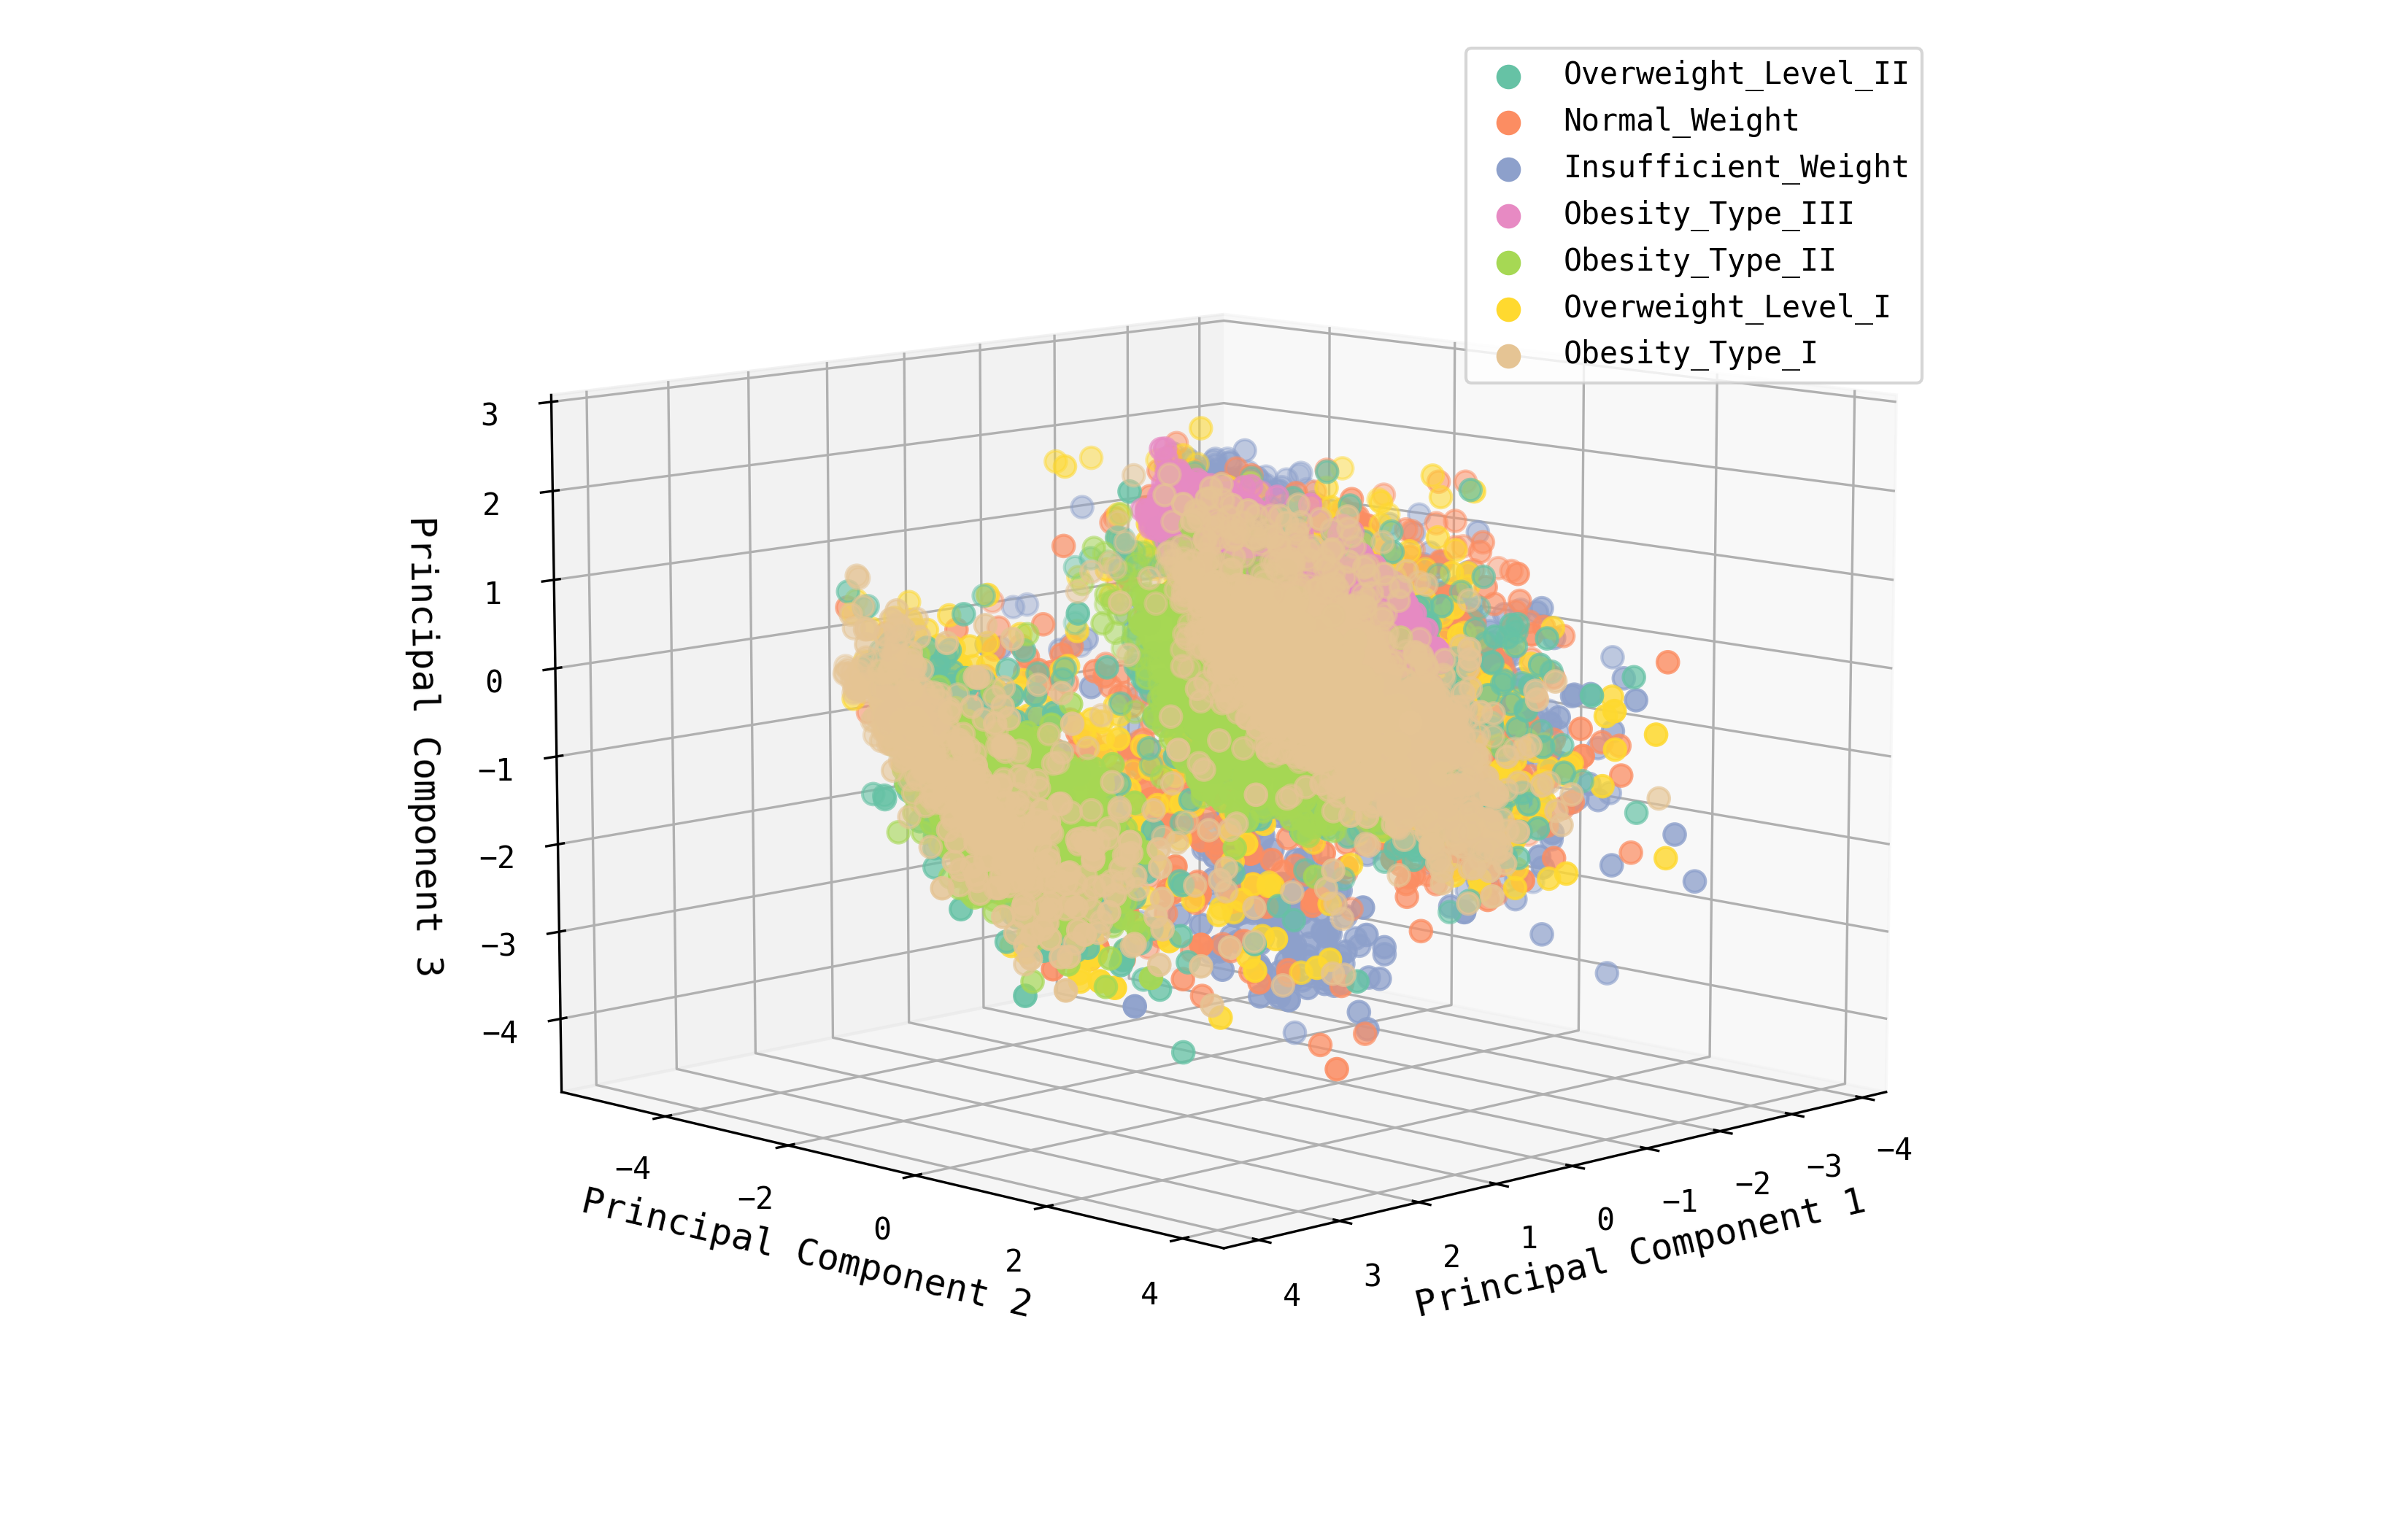 Overweight_Level_II
Normal_Weight
Insufficient_Weight
Obesity_Type_III
Obesity_Type_II
Overweight_Level_I
Obesity_Type_I
3
2
1
0
−1
−2
−3
−4
Principal Component 3
−4
−2
0
2
4
Principal Component 2
4
3
2
1
0
−1
−2
−3
−4
Principal Component 1